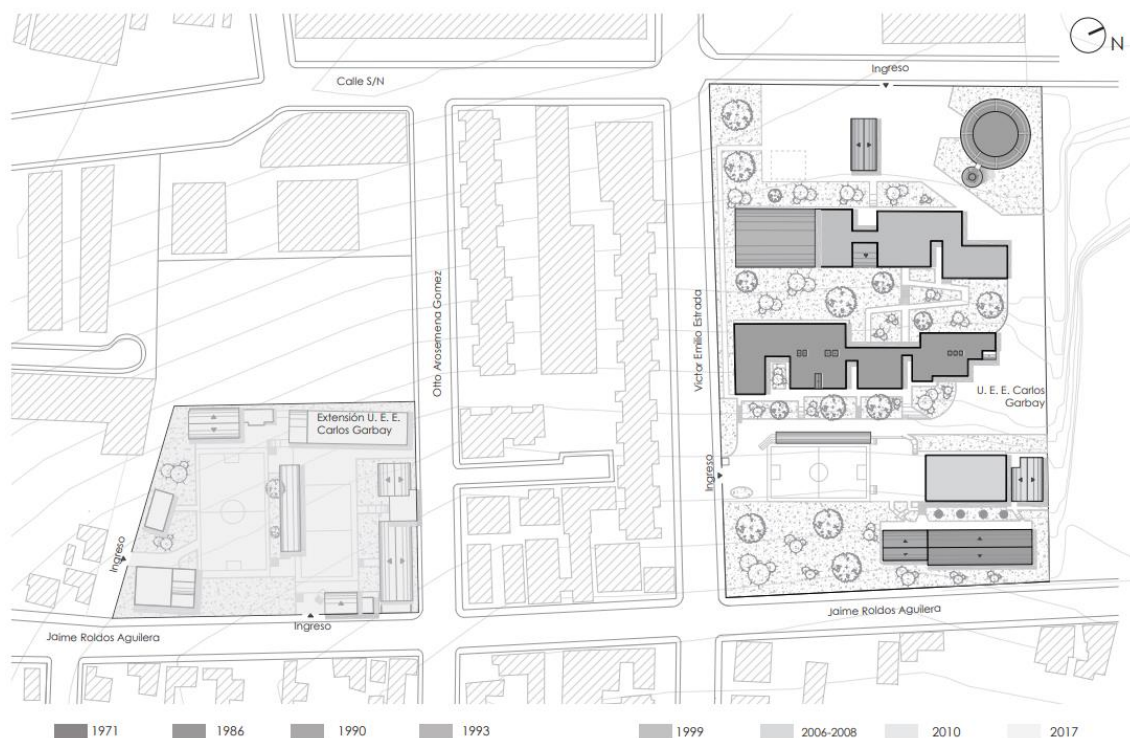 N
Ingreso
Calle S/N
Otto Arosemena Gomez
Victor Emilio Estrada
Extensión U. E. E.
Carlos Garbay
U. E. E. Carlos
Garbay
Ingreso
Ingreso
Ingreso
Jaime Roldos Aguilera
Jaime Roldos Aguilera
1971
1986
1990
1993
1999
2006-2008
2010
2017